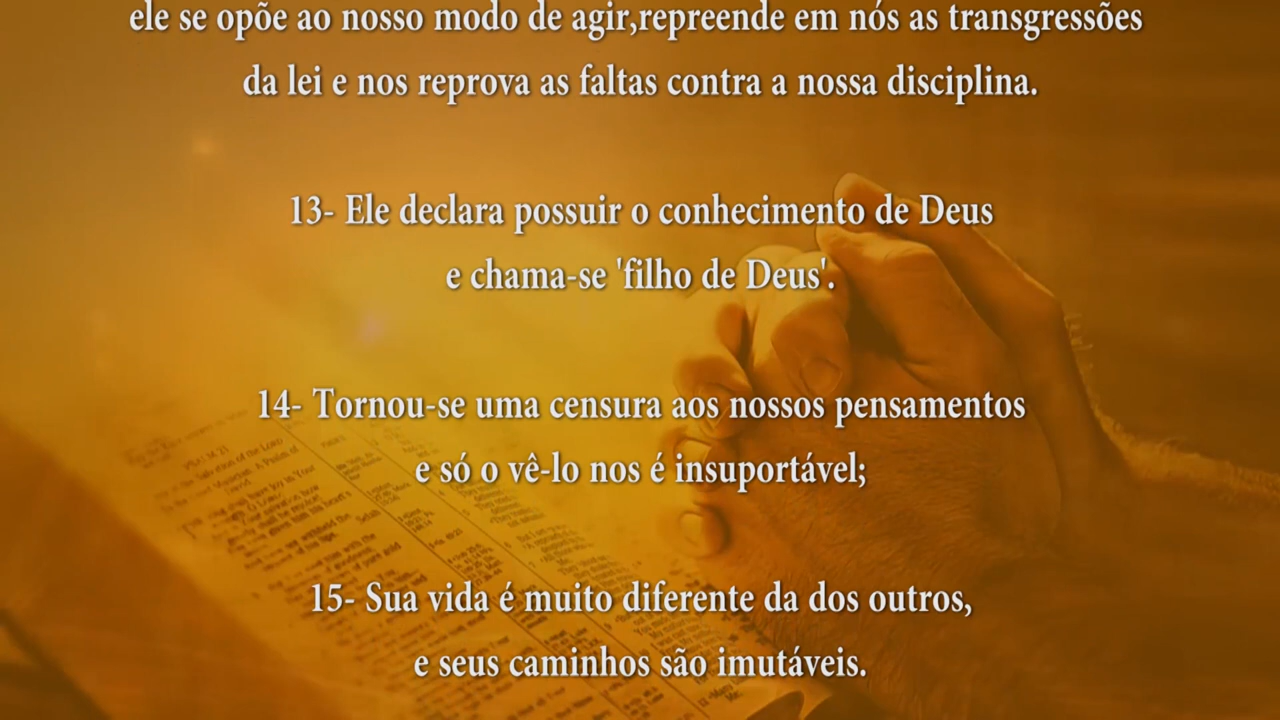 ele se opõe ao nosso modo de agir,repreende em nós as transgressões
da lei e nos reprova as faltas contra a nossa disciplina.
13- Ele declara possuir o conhecimento de Deus
e chama-se 'filho de Deus'.
14- Tornou-se uma censura aos nossos pensamentos
e só o vê-lo nos é insuportável;
15- Sua vida é muito diferente da dos outros,
e seus caminhos são imutáveis.